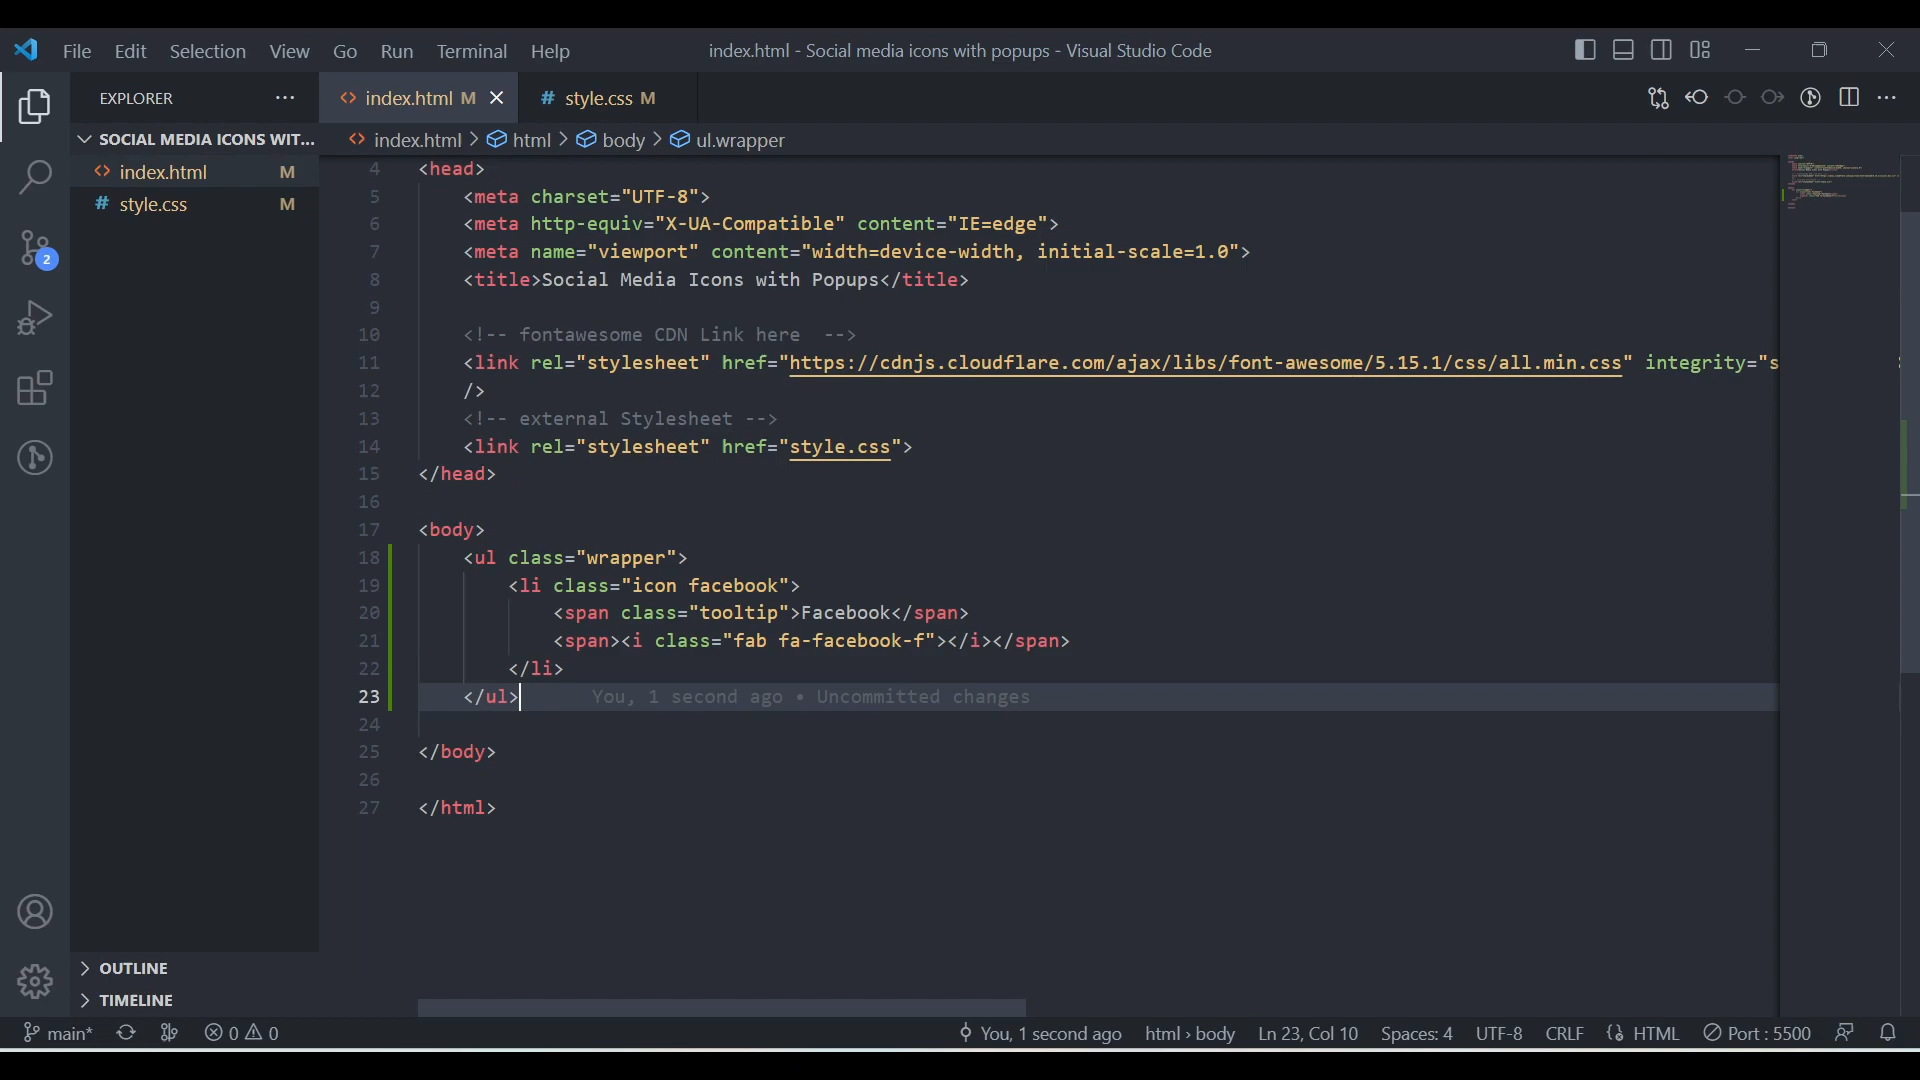 File Edit Selection View Go Run Terminal Help index.html - Social media icons with popups - Visual Studio Code
EXPLORER ··· <> index.html M × # style.css M
SOCIAL MEDIA ICONS WIT... <> index.html > html > body > ul.wrapper
<> index.html M
# style.css M
2
4 <head>
5 <meta charset="UTF-8">
6 <meta http-equiv="X-UA-Compatible" content="IE=edge">
7 <meta name="viewport" content="width=device-width, initial-scale=1.0">
8 <title>Social Media Icons with Popups</title>
9
10 <!-- fontawesome CDN Link here  -->
11 <link rel="stylesheet" href="https://cdnjs.cloudflare.com/ajax/libs/font-awesome/5.15.1/css/all.min.css" integrity="s
12 />
13 <!-- external Stylesheet -->
14 <link rel="stylesheet" href="style.css">
15 </head>
16
17 <body>
18 <ul class="wrapper">
19 <li class="icon facebook">
20 <span class="tooltip">Facebook</span>
21 <span><i class="fab fa-facebook-f"></i></span>
22 </li>
23 </ul> You, 1 second ago • Uncommitted changes
24
25 </body>
26
27 </html>
OUTLINE
TIMELINE
main* 0 0 You, 1 second ago html › body Ln 23, Col 10 Spaces: 4 UTF-8 CRLF HTML Port : 5500